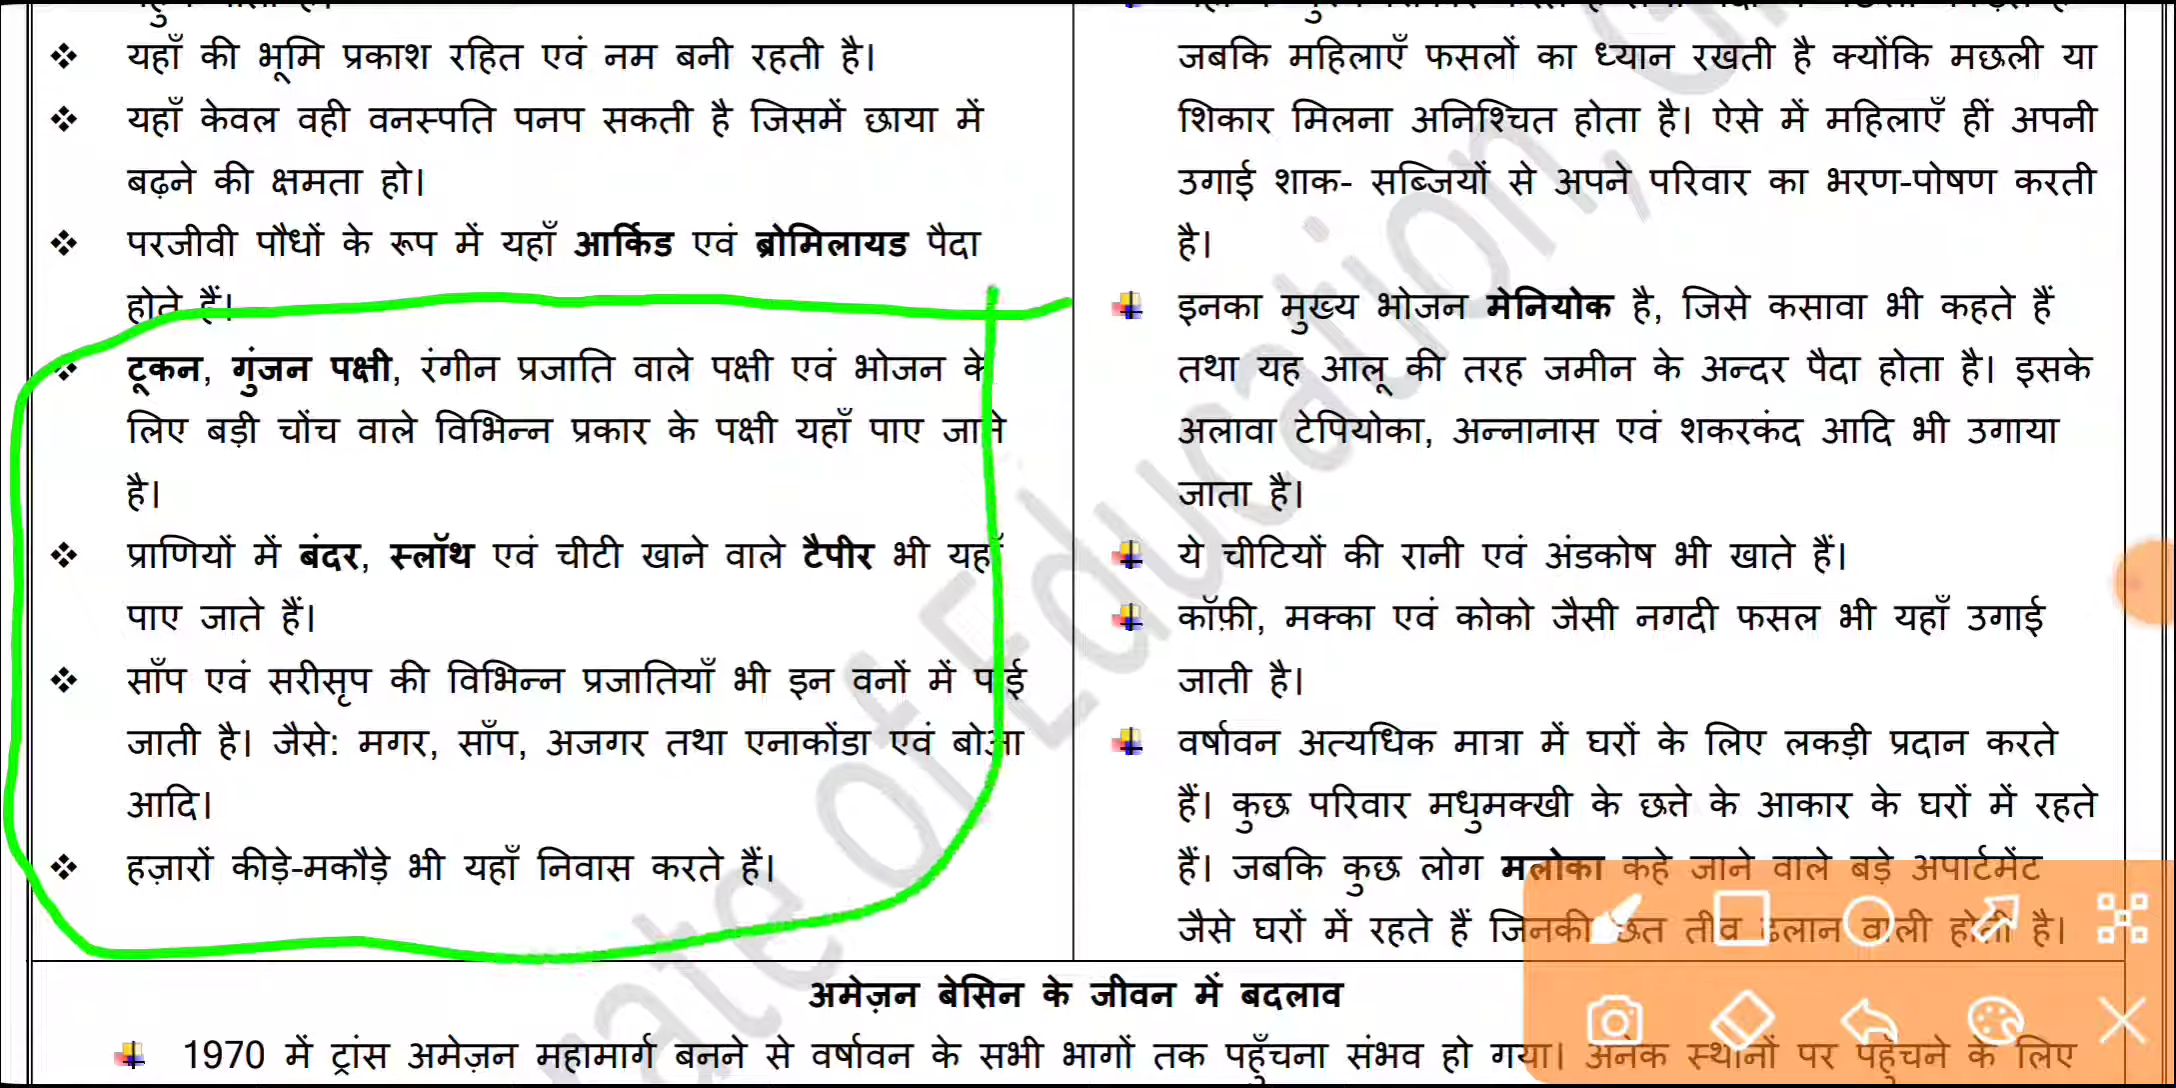 यहाँ की भूमि प्रकाश रहित एवं नम बनी रहती है।
यहाँ केवल वही वनस्पति पनप सकती है जिसमें छाया में
बढ़ने की क्षमता हो।
परजीवी पौधों के रूप में यहाँ आर्किड एवं ब्रोमिलायड पैदा
होते हैं।
टूकन, गुंजन पक्षी, रंगीन प्रजाति वाले पक्षी एवं भोजन के
लिए बड़ी चोंच वाले विभिन्न प्रकार के पक्षी यहाँ पाए जाते
है।
प्राणियों में बंदर, स्लॉथ एवं चीटी खाने वाले टैपीर भी यहाँ
पाए जाते हैं।
साँप एवं सरीसृप की विभिन्न प्रजातियाँ भी इन वनों में पाई
जाती है। जैसे: मगर, साँप, अजगर तथा एनाकोंडा एवं बोआ
आदि।
हज़ारों कीड़े-मकौड़े भी यहाँ निवास करते हैं।
जबकि महिलाएँ फसलों का ध्यान रखती है क्योंकि मछली या
शिकार मिलना अनिश्चित होता है। ऐसे में महिलाएँ हीं अपनी
उगाई शाक- सब्जियों से अपने परिवार का भरण-पोषण करती
है।
इनका मुख्य भोजन मेनियोक है, जिसे कसावा भी कहते हैं
तथा यह आलू की तरह जमीन के अन्दर पैदा होता है। इसके
अलावा टेपियोका, अन्नानास एवं शकरकंद आदि भी उगाया
जाता है।
ये चीटियों की रानी एवं अंडकोष भी खाते हैं।
कॉफ़ी, मक्का एवं कोको जैसी नगदी फसल भी यहाँ उगाई
जाती है।
वर्षावन अत्यधिक मात्रा में घरों के लिए लकड़ी प्रदान करते
हैं। कुछ परिवार मधुमक्खी के छत्ते के आकार के घरों में रहते
हैं। जबकि कुछ लोग मलोका कहे जाने वाले बड़े अपार्टमेंट
जैसे घरों में रहते हैं जिनकी छत तीव्र ढलान वाली होती है।
अमेज़न बेसिन के जीवन में बदलाव
1970 में ट्रांस अमेज़न महामार्ग बनने से वर्षावन के सभी भागों तक पहुँचना संभव हो गया। अनेक स्थानों पर पहुँचने के लिए
rate of Education,